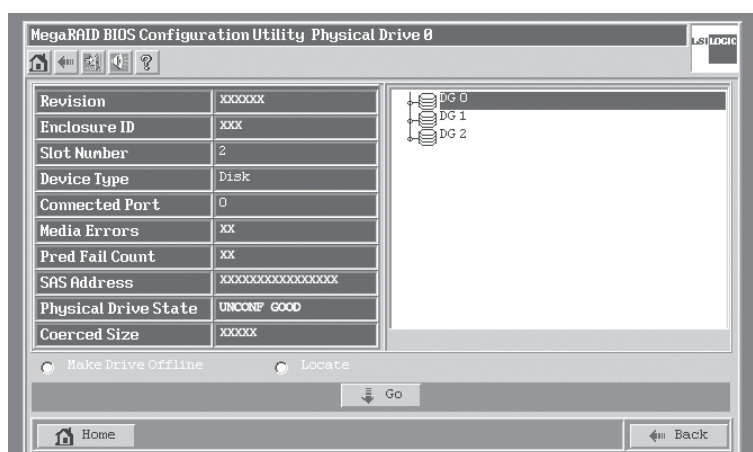 MegaRAID BIOS Configuration Utility Physical Drive 0
LSI LOGIC
?
Revision xxxxxx
Enclosure ID xxx
Slot Number 2
Device Type Disk
Connected Port 0
Media Errors xx
Pred Fail Count xx
SAS Address xxxxxxxxxxxxxxxx
Physical Drive State UNCONF GOOD
Coerced Size xxxxx
DG 0
DG 1
DG 2
Make Drive Offline
Locate
Go
Home
Back